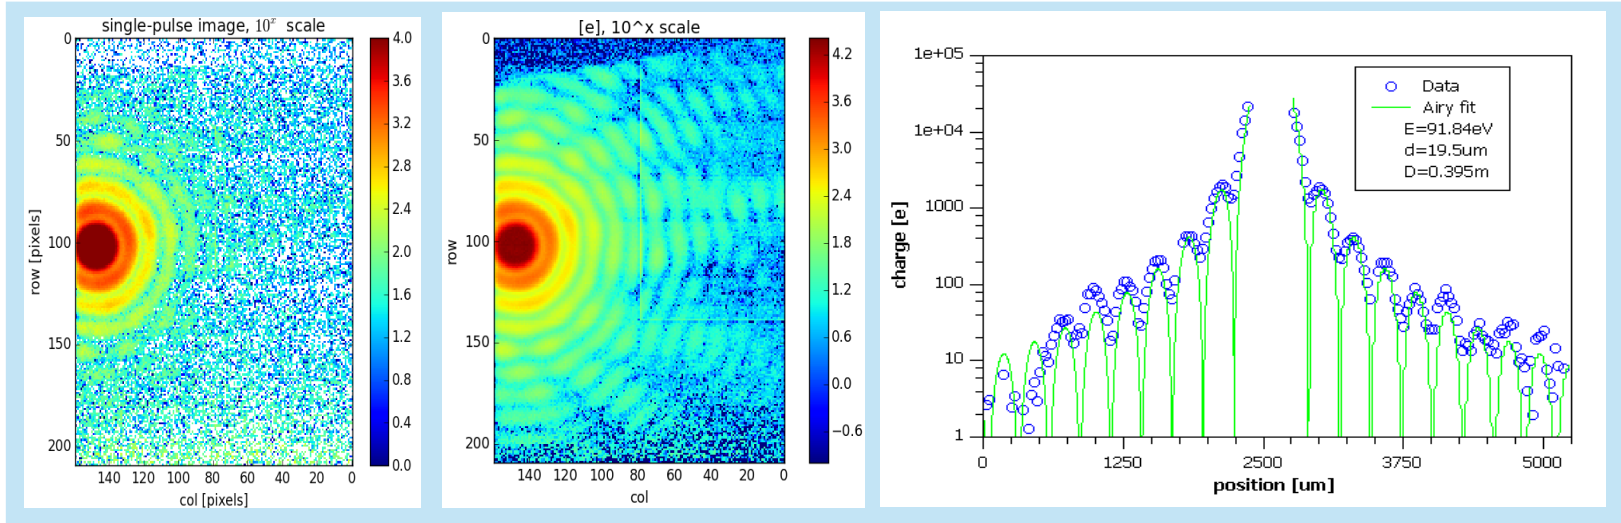 single-pulse image, 10^x scale
0
50
100
150
200
row [pixels]
140 120 100 80 60 40 20 0
col [pixels]
4.0
3.6
3.2
2.8
2.4
2.0
1.6
1.2
0.8
0.4
0.0
[e], 10^x scale
0
50
100
150
200
row
140 120 100 80 60 40 20 0
col
4.2
3.6
3.0
2.4
1.8
1.2
0.6
0.0
−0.6
1e+05
1e+04
1000
100
10
1
charge [e]
0 1250 2500 3750 5000
position [um]
Data
Airy fit
E=91.84eV
d=19.5um
D=0.395m